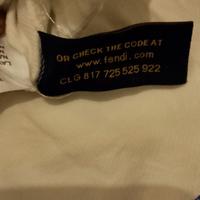 OR CHECK THE CODE AT
www.fendi.com
CLG 817 725 525 922